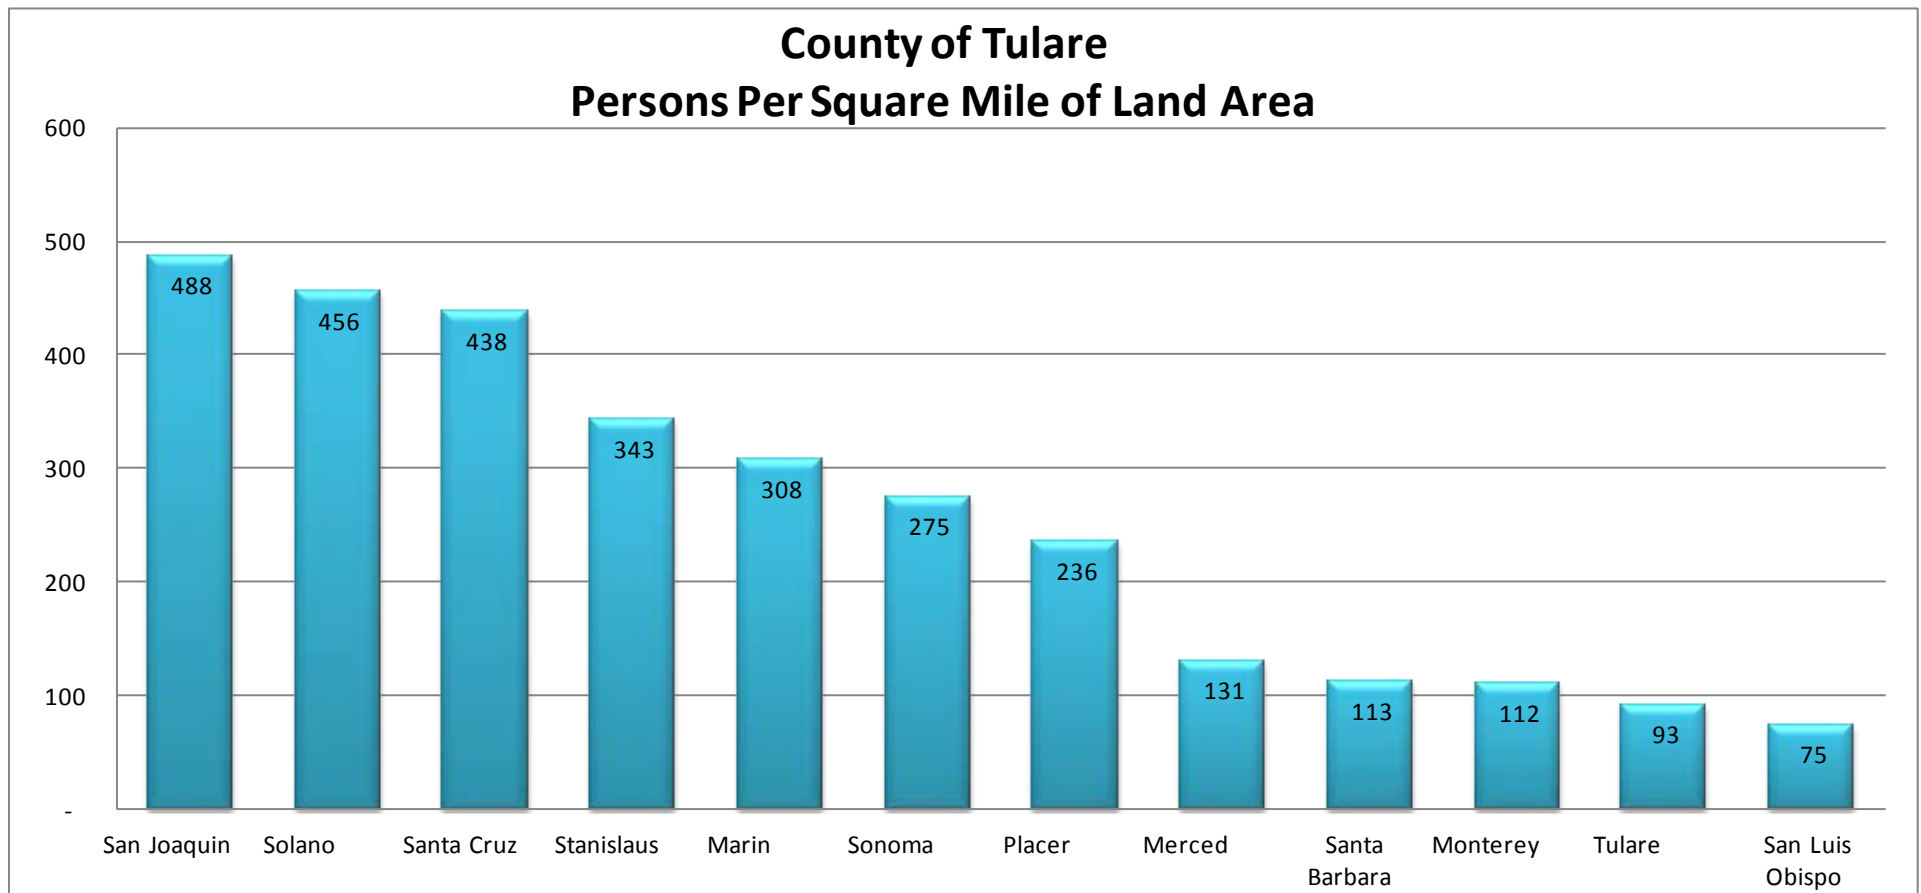 County of Tulare
Persons Per Square Mile of Land Area
600
500
400
300
200
100
-
488
456
438
343
308
275
236
131
113
112
93
75
San Joaquin
Solano
Santa Cruz
Stanislaus
Marin
Sonoma
Placer
Merced
Santa
Barbara
Monterey
Tulare
San Luis
Obispo